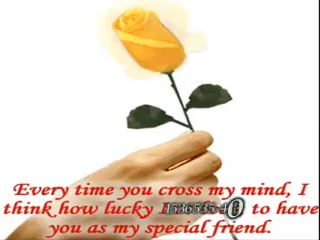 Every time you cross my mind, I
think how lucky I to have
you as my special friend.